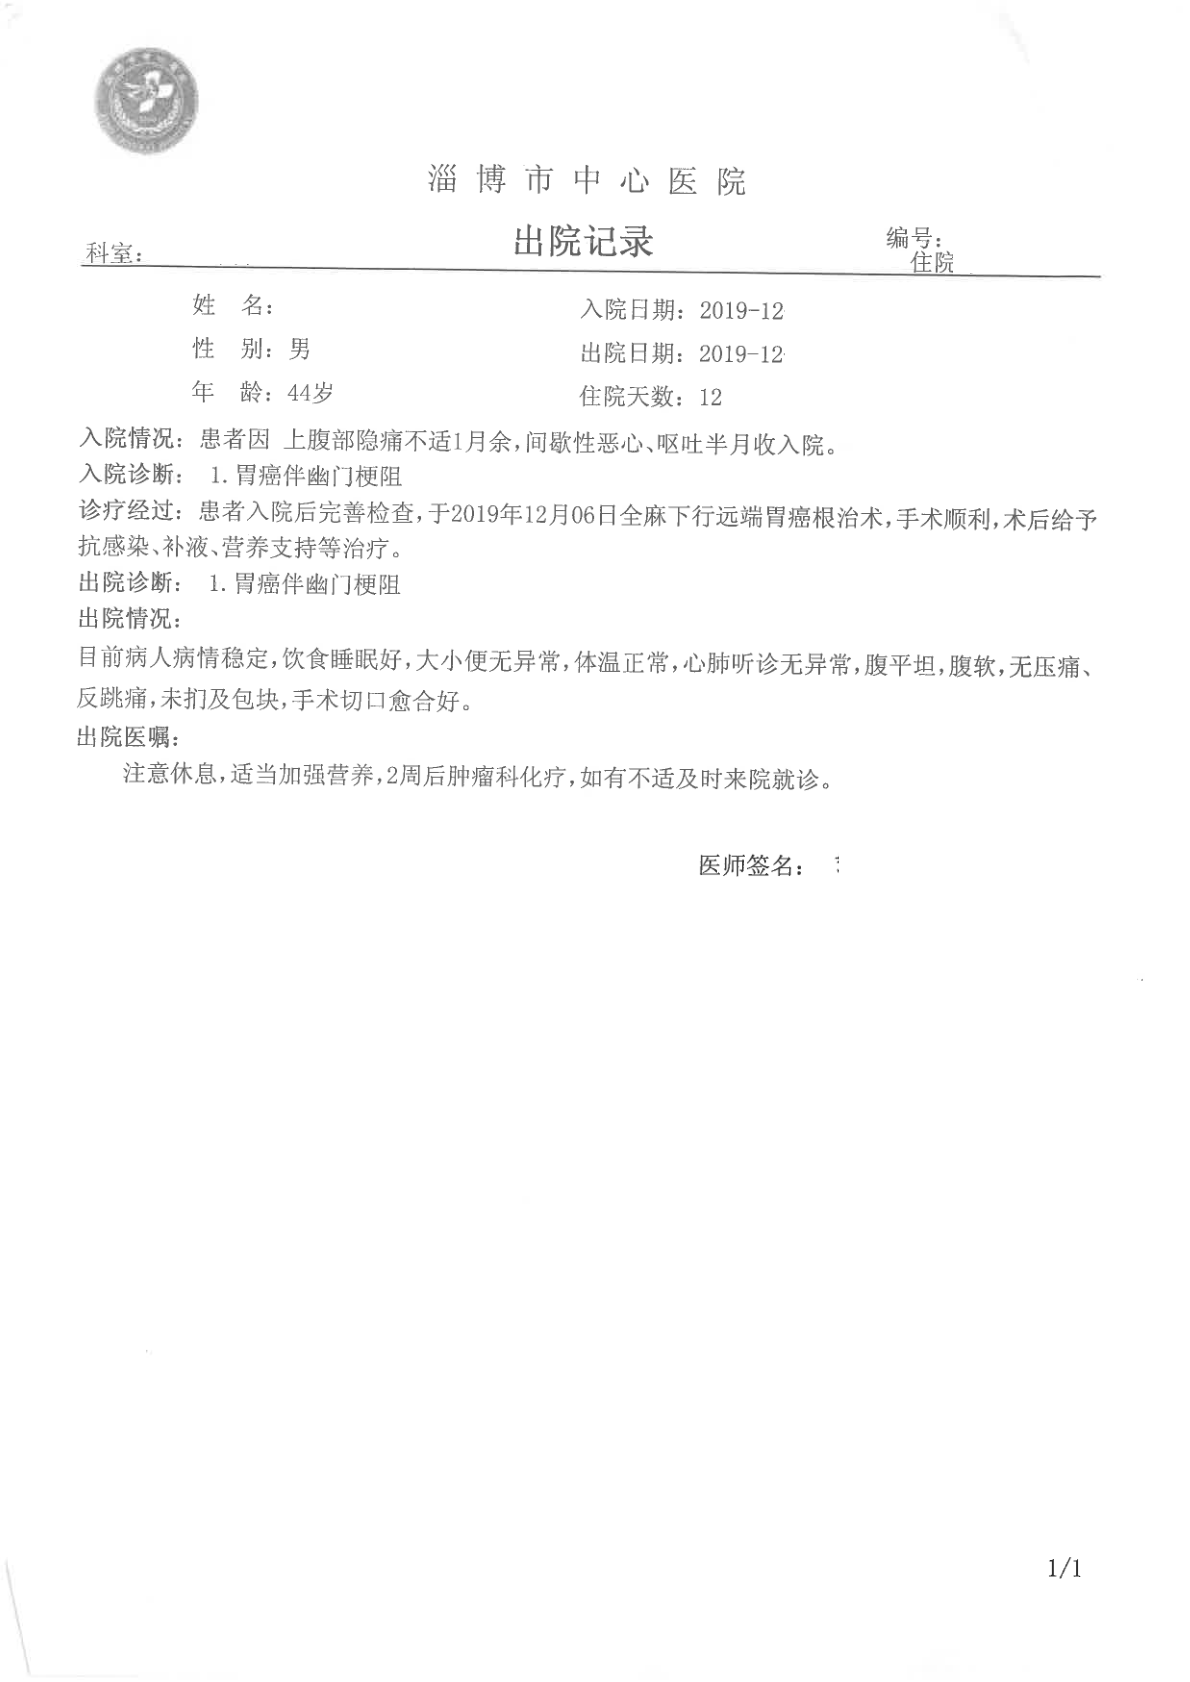 淄博市中心医院
出院记录
科室:
编号:
住院
姓 名:
入院日期: 2019-12
性 别: 男
出院日期: 2019-12
年 龄: 44岁
住院天数: 12
入院情况: 患者因 上腹部隐痛不适1月余,间歇性恶心、呕吐半月收入院。
入院诊断: 1. 胃癌伴幽门梗阻
诊疗经过: 患者入院后完善检查,于2019年12月06日全麻下行远端胃癌根治术,手术顺利,术后给予
抗感染、补液、营养支持等治疗。
出院诊断: 1. 胃癌伴幽门梗阻
出院情况:
目前病人病情稳定,饮食睡眠好,大小便无异常,体温正常,心肺听诊无异常,腹平坦,腹软,无压痛、
反跳痛,未扪及包块,手术切口愈合好。
出院医嘱:
注意休息,适当加强营养,2周后肿瘤科化疗,如有不适及时来院就诊。
医师签名:
1/1